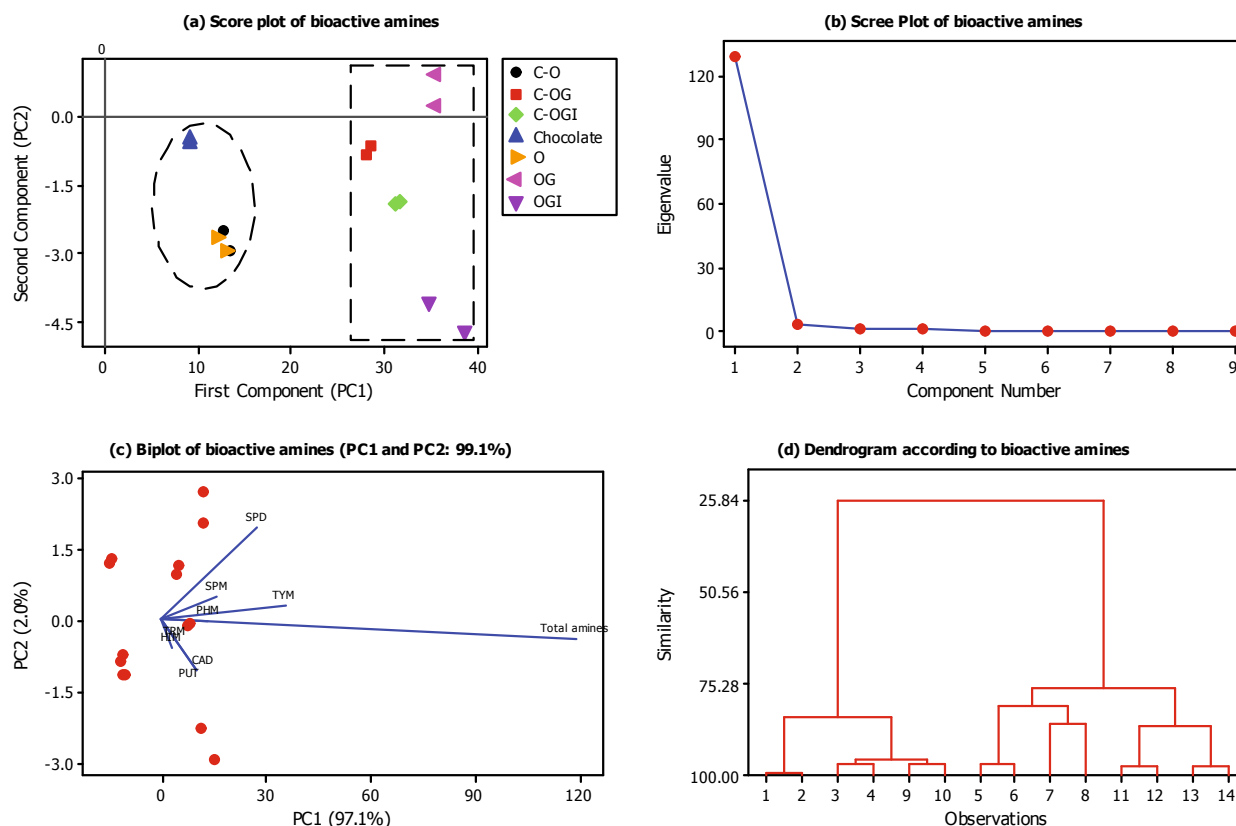 (a) Score plot of bioactive amines
0
0.0
-1.5
-3.0
-4.5
Second Component (PC2)
0 10 20 30 40
First Component (PC1)
C-O
C-OG
C-OGI
Chocolate
O
OG
OGI
(b) Scree Plot of bioactive amines
120
90
60
30
0
Eigenvalue
1 2 3 4 5 6 7 8 9
Component Number
(c) Biplot of bioactive amines (PC1 and PC2: 99.1%)
3.0
1.5
0.0
-1.5
-3.0
PC2 (2.0%)
SPD
SPM
TYM
PHM
Total amines
CAD
0 30 60 90 120
PC1 (97.1%)
(d) Dendrogram according to bioactive amines
25.84
50.56
75.28
100.00
Similarity
1 2 3 4 9 10 5 6 7 8 11 12 13 14
Observations